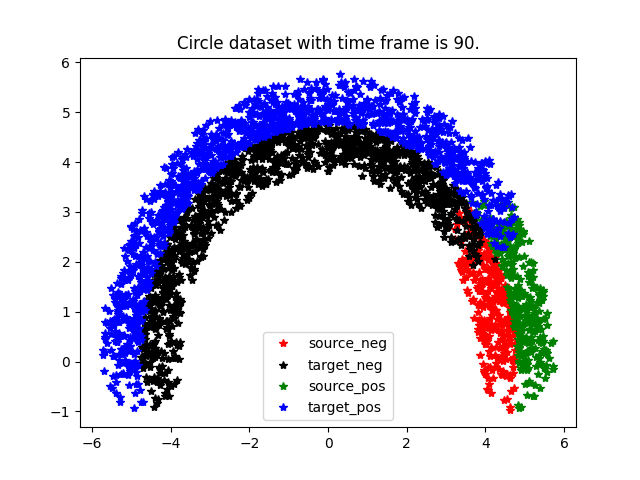 Circle dataset with time frame is 90.
6
5
4
3
2
1
0
−1
source_neg
target_neg
source_pos
target_pos
−6 −4 −2 0 2 4 6